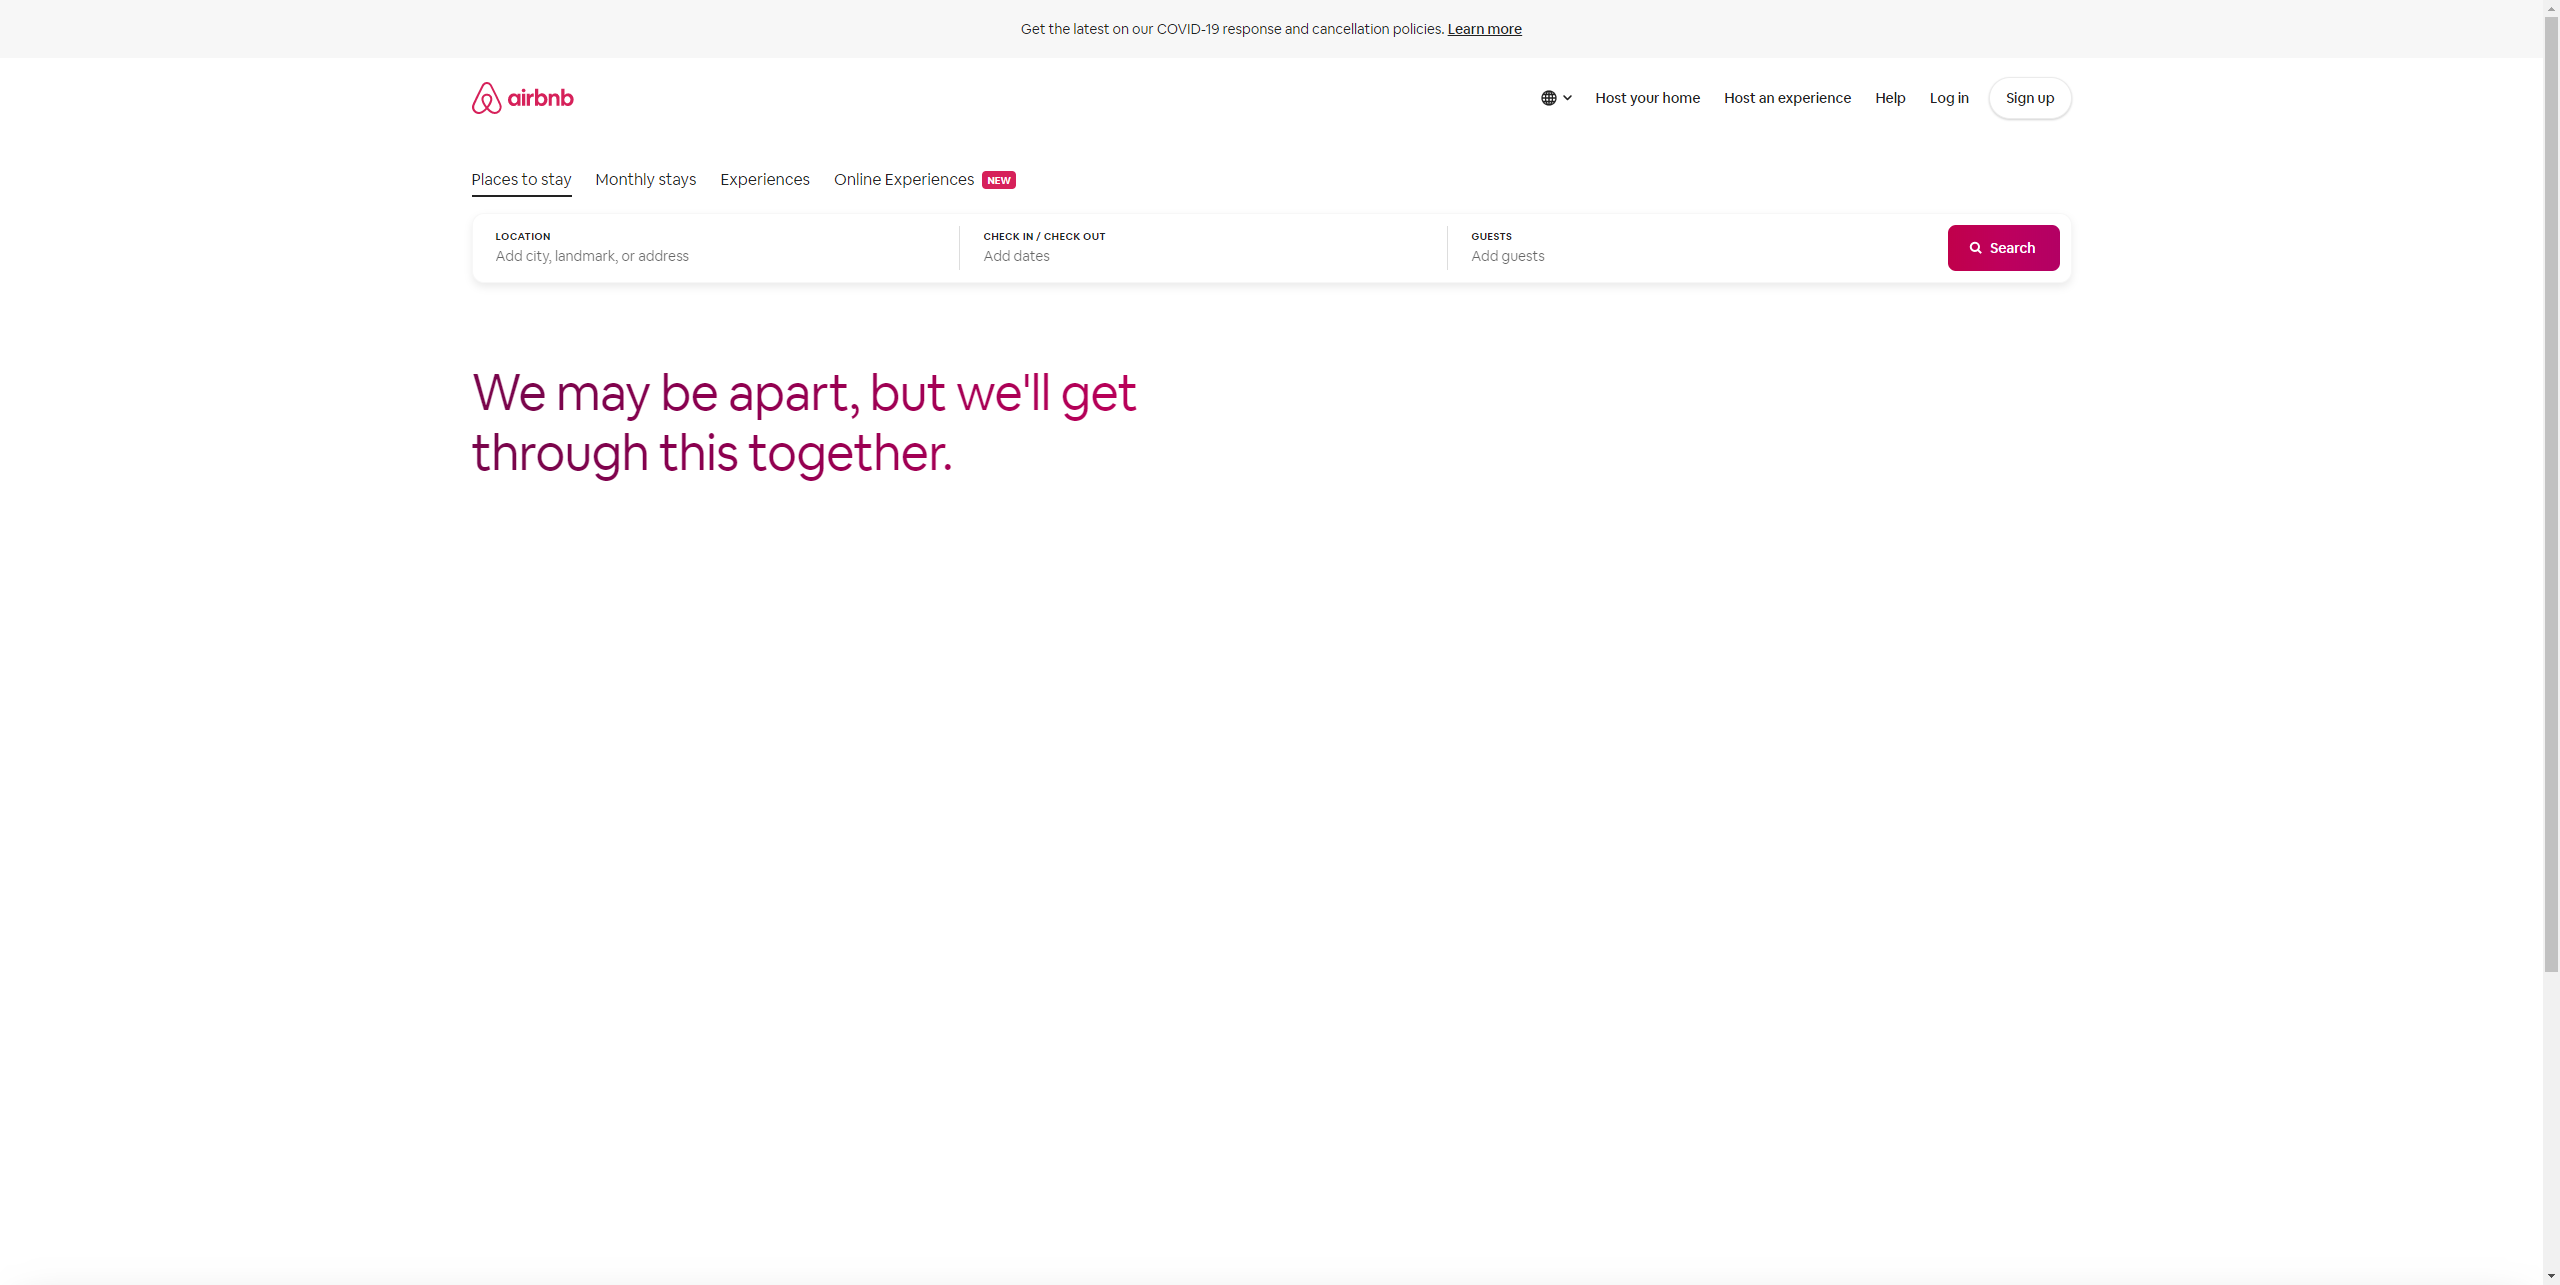 Get the latest on our COVID-19 response and cancellation policies. Learn more
airbnb
Host your home Host an experience Help Log in Sign up
Places to stay Monthly stays Experiences Online Experiences NEW
LOCATION CHECK IN / CHECK OUT GUESTS
Add city, landmark, or address Add dates Add guests
Search
We may be apart, but we'll get
through this together.